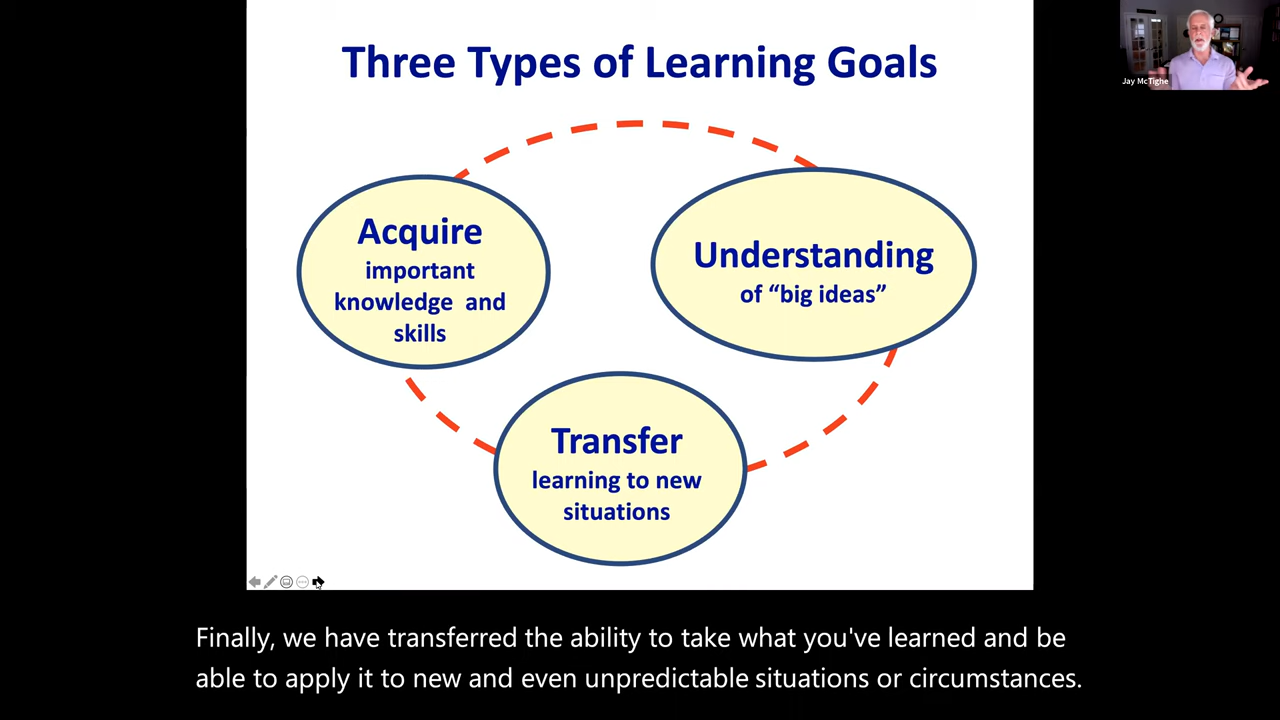 Three Types of Learning Goals
Jay McTighe
Acquire
important
knowledge and
skills
Understanding
of “big ideas”
Transfer
learning to new
situations
Finally, we have transferred the ability to take what you've learned and be
able to apply it to new and even unpredictable situations or circumstances.